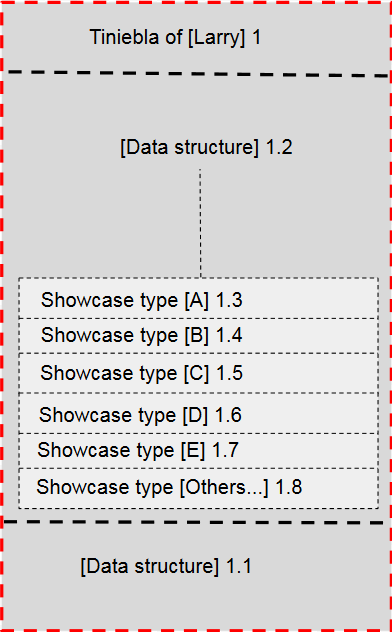 Tiniebla of [Larry] 1
[Data structure] 1.2
Showcase type [A] 1.3
Showcase type [B] 1.4
Showcase type [C] 1.5
Showcase type [D] 1.6
Showcase type [E] 1.7
Showcase type [Others...] 1.8
[Data structure] 1.1